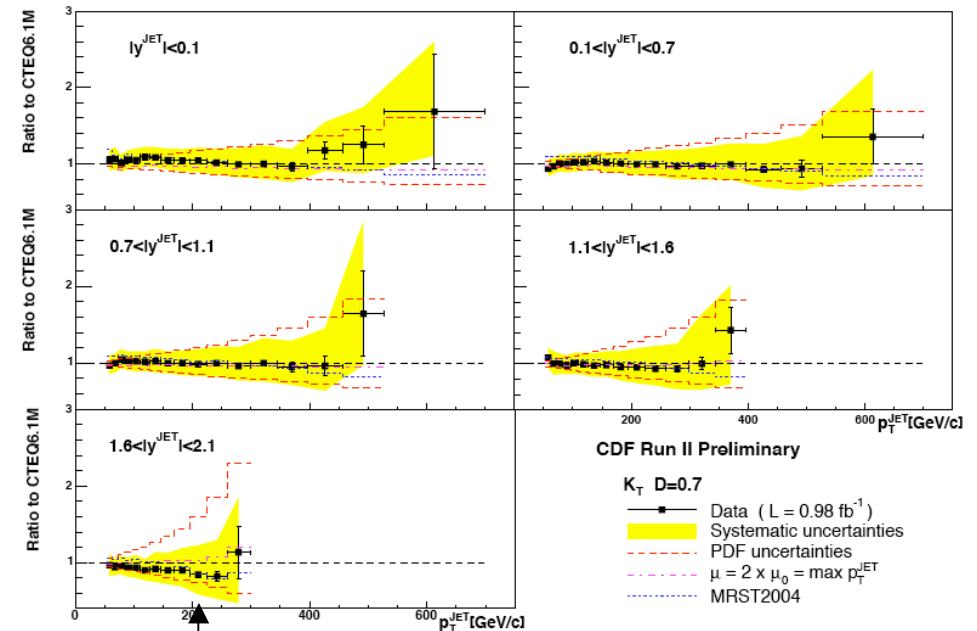 3
2
1
3
2
1
3
2
1
Ratio to CTEQ6.1M
Ratio to CTEQ6.1M
Ratio to CTEQ6.1M
|y^JET|<0.1
0.1<|y^JET|<0.7
0.7<|y^JET|<1.1
1.1<|y^JET|<1.6
200 400 600 p_T^JET[GeV/c]
1.6<|y^JET|<2.1
0 200 400 600 p_T^JET[GeV/c]
CDF Run II Preliminary
K_T D=0.7
Data ( L = 0.98 fb^-1 )
Systematic uncertainties
PDF uncertainties
μ = 2 x μ_0 = max p_T^JET
MRST2004